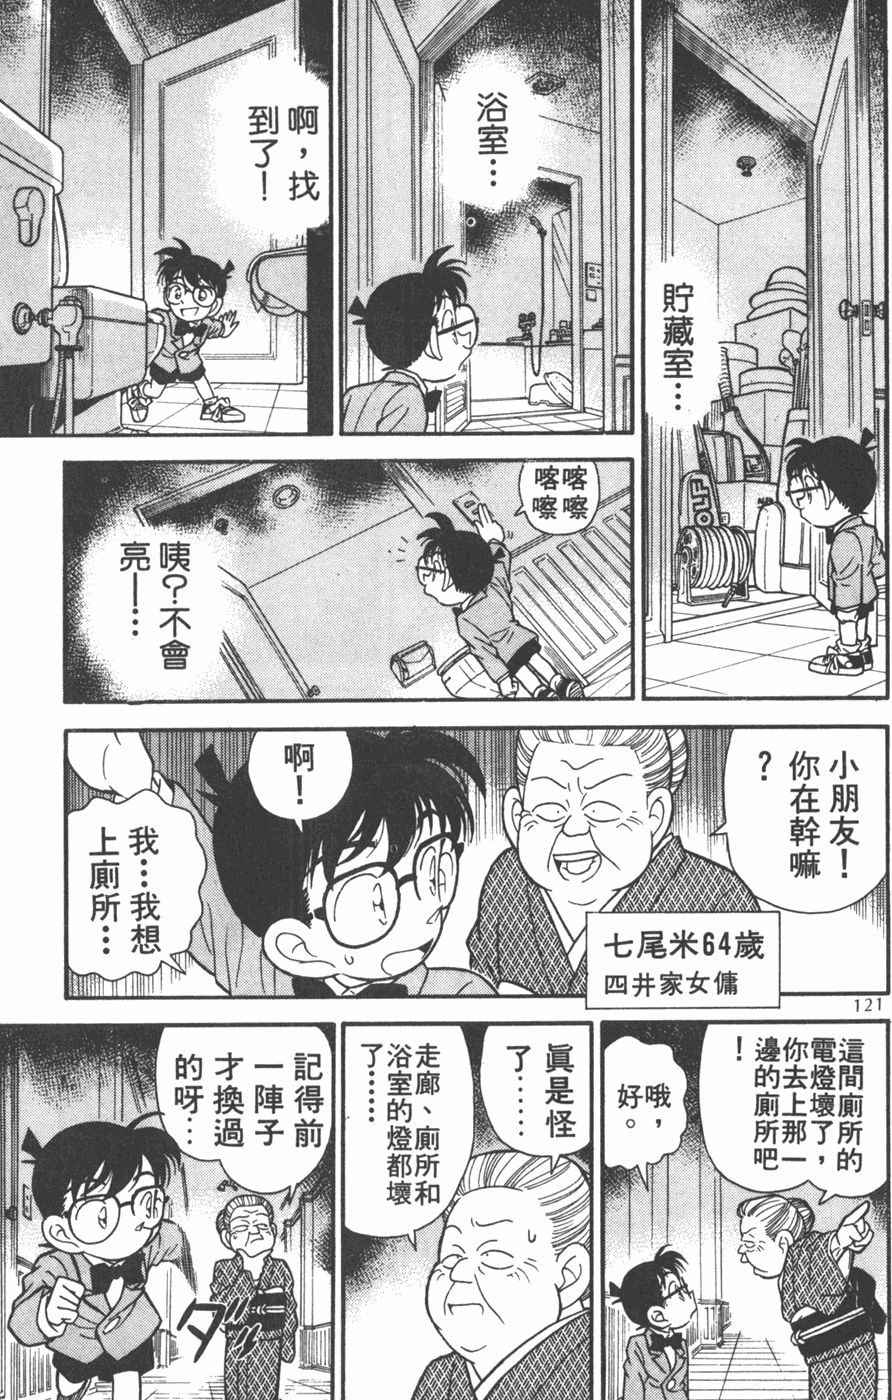 貯藏室…
GOLF
浴室…
啊，找
到了！
喀嚓
喀嚓
咦？不會
亮—…
小朋友！
你在幹嘛
？
啊！
我…我想
上廁所…
七尾米64歲
四井家女傭
121
這間廁所的
電燈壞了，
你去上那一
邊的廁所吧
！
哦，
好。
眞是怪
了……
走廊、廁所和
浴室的燈都壞
了……
記得前
一陣子
才換過
的呀…
ダッ